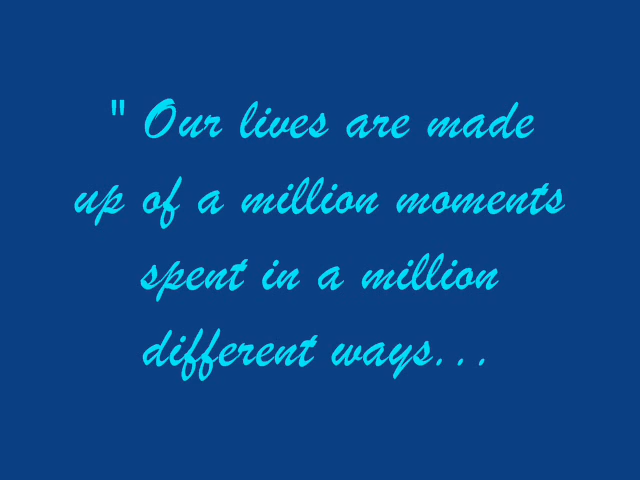 " Our lives are made
up of a million moments
spent in a million
different ways...